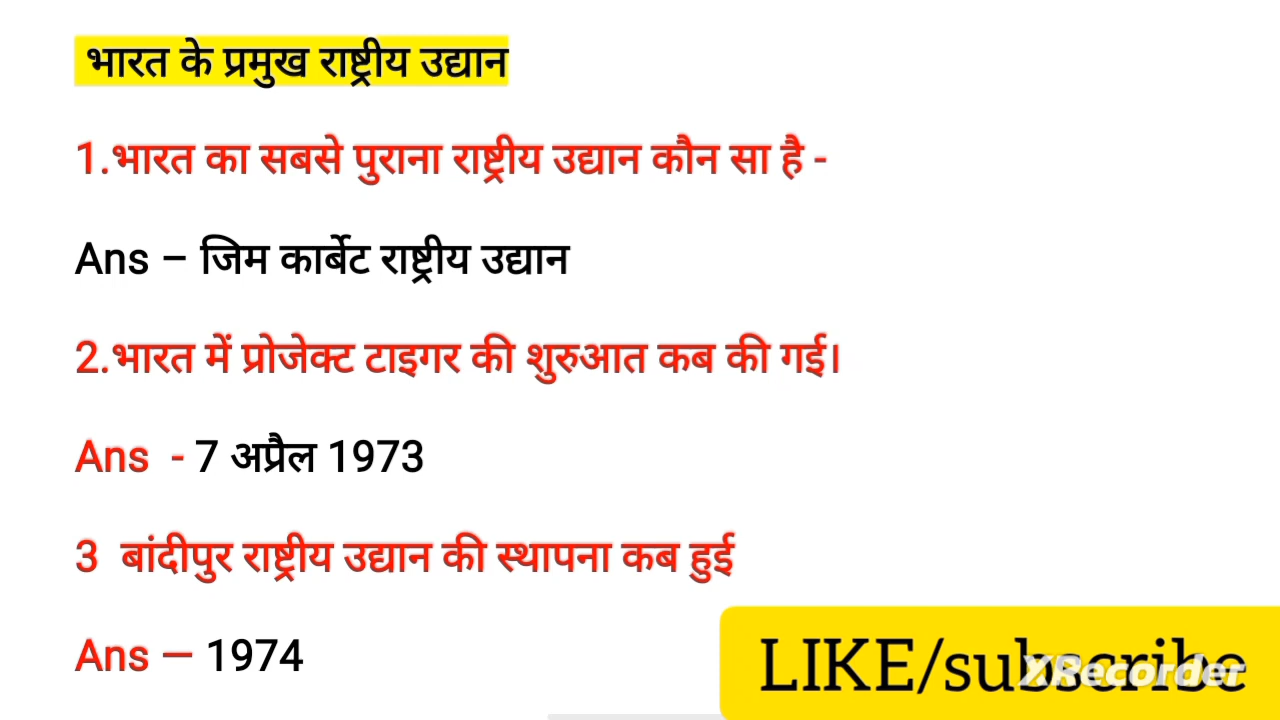 भारत के प्रमुख राष्ट्रीय उद्यान
1.भारत का सबसे पुराना राष्ट्रीय उद्यान कौन सा है -
Ans – जिम कार्बेट राष्ट्रीय उद्यान
2.भारत में प्रोजेक्ट टाइगर की शुरुआत कब की गई।
Ans - 7 अप्रैल 1973
3 बांदीपुर राष्ट्रीय उद्यान की स्थापना कब हुई
Ans — 1974
LIKE/subscribe
XRecorder